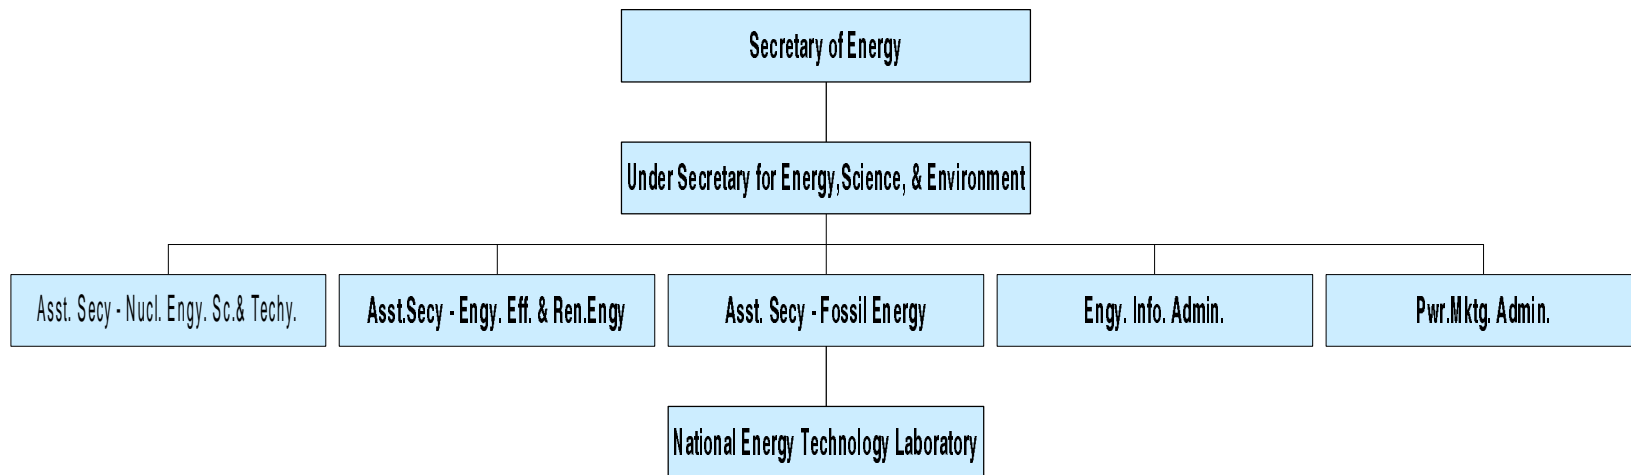 Secretary of Energy
Under Secretary for Energy,Science, & Environment
Asst. Secy - Nucl. Engy. Sc.& Techy.
Asst.Secy - Engy. Eff. & Ren.Engy
Asst. Secy - Fossil Energy
Engy. Info. Admin.
Pwr.Mktg. Admin.
National Energy Technology Laboratory